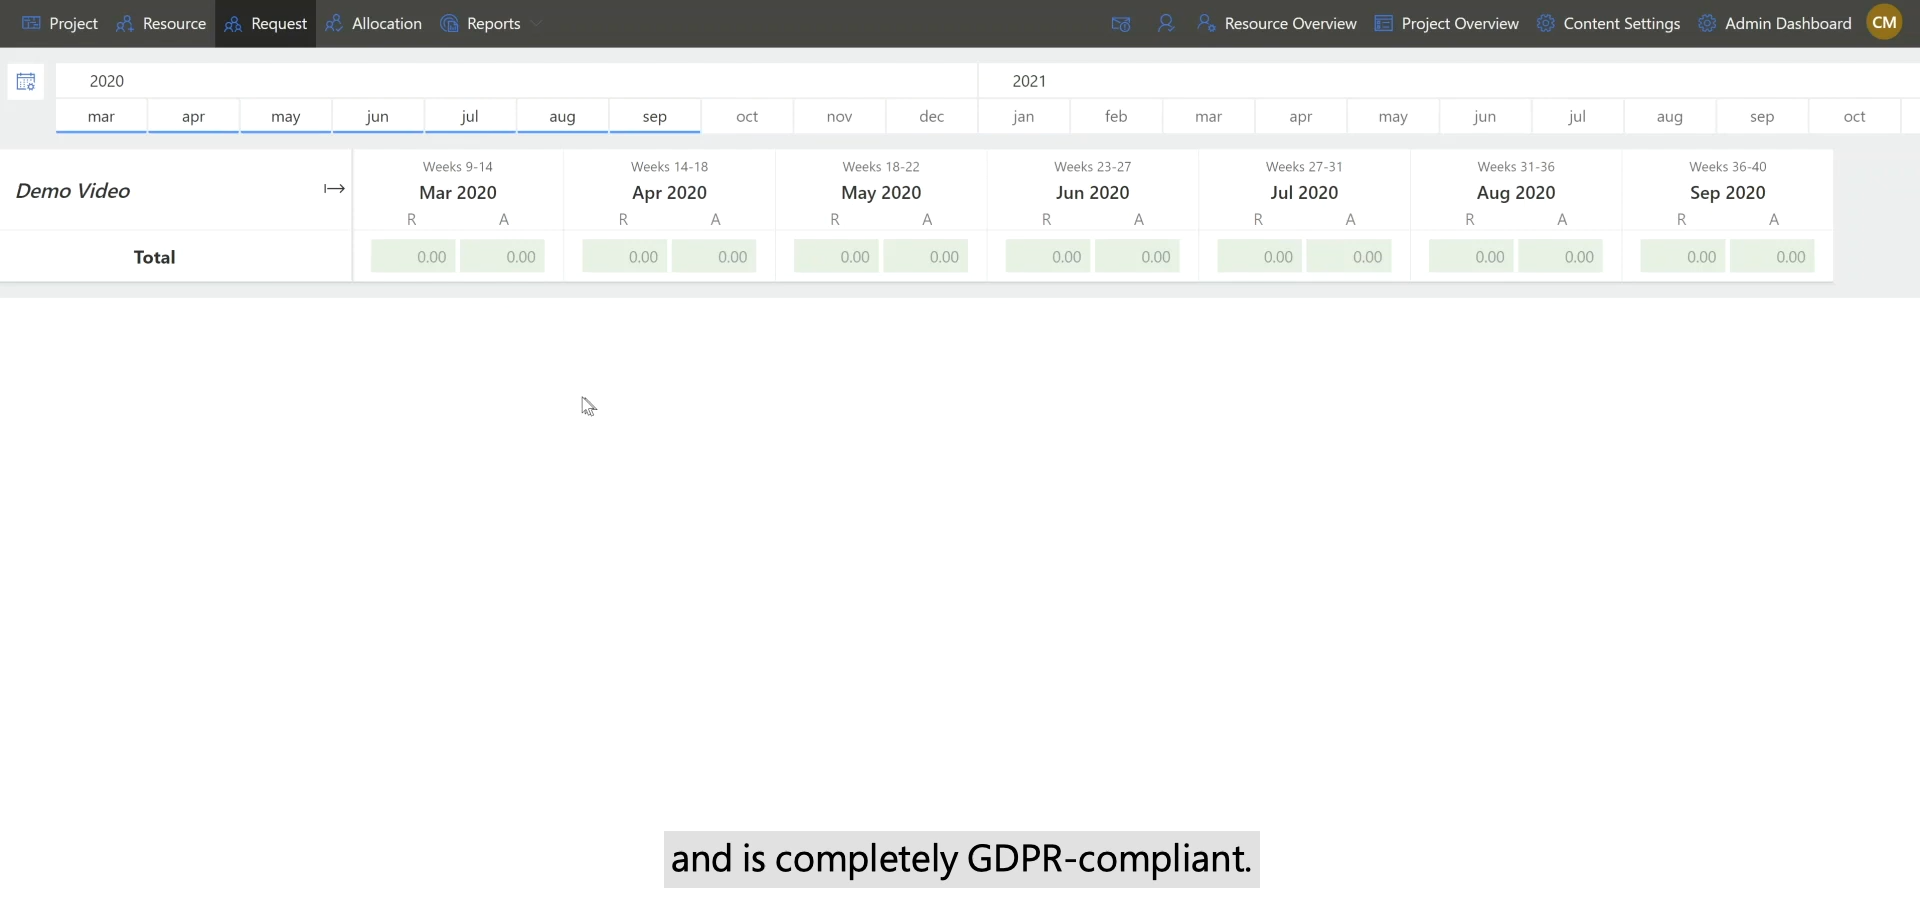 Project Resource Request Allocation Reports Resource Overview Project Overview Content Settings Admin Dashboard CM
2020 2021
mar apr may jun jul aug sep oct nov dec jan feb mar apr may jun jul aug sep oct
Weeks 9-14 Weeks 14-18 Weeks 18-22 Weeks 23-27 Weeks 27-31 Weeks 31-36 Weeks 36-40
Demo Video Mar 2020 Apr 2020 May 2020 Jun 2020 Jul 2020 Aug 2020 Sep 2020
R A R A R A R A R A R A R A
Total 0.00 0.00 0.00 0.00 0.00 0.00 0.00 0.00 0.00 0.00 0.00 0.00 0.00 0.00
and is completely GDPR-compliant.